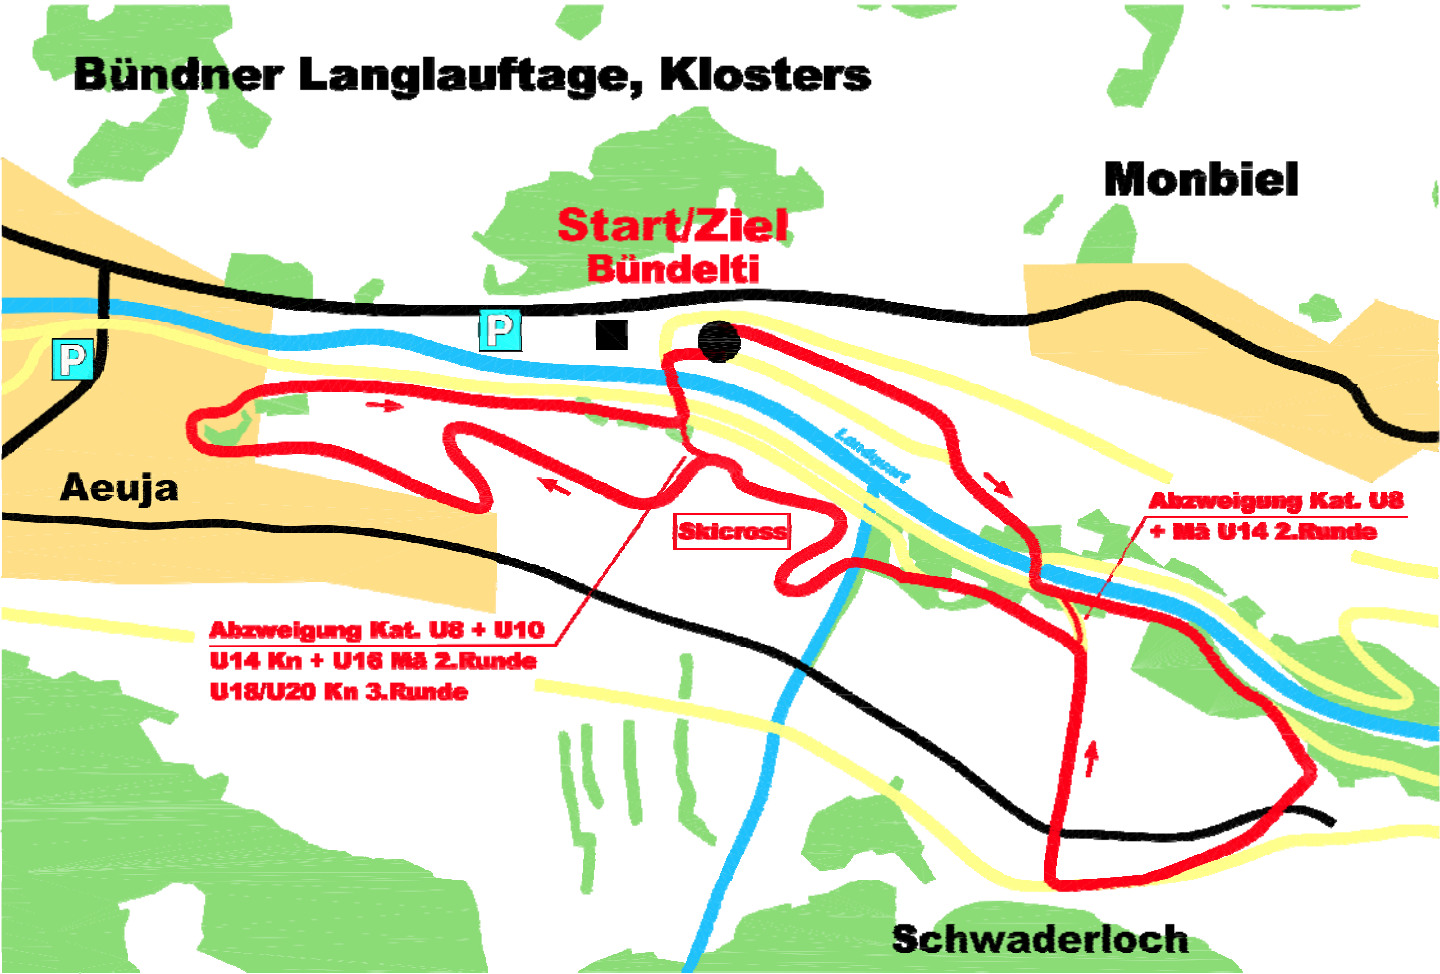 Bündner Langlauftage, Klosters
Monbiel
Start/Ziel
Bündelti
P
P
Landquart
Aeuja
Abzweigung Kat. U8
+ Mä U14 2.Runde
Skicross
Abzweigung Kat. U8 + U10
U14 Kn + U16 Mä 2.Runde
U18/U20 Kn 3.Runde
Schwaderloch